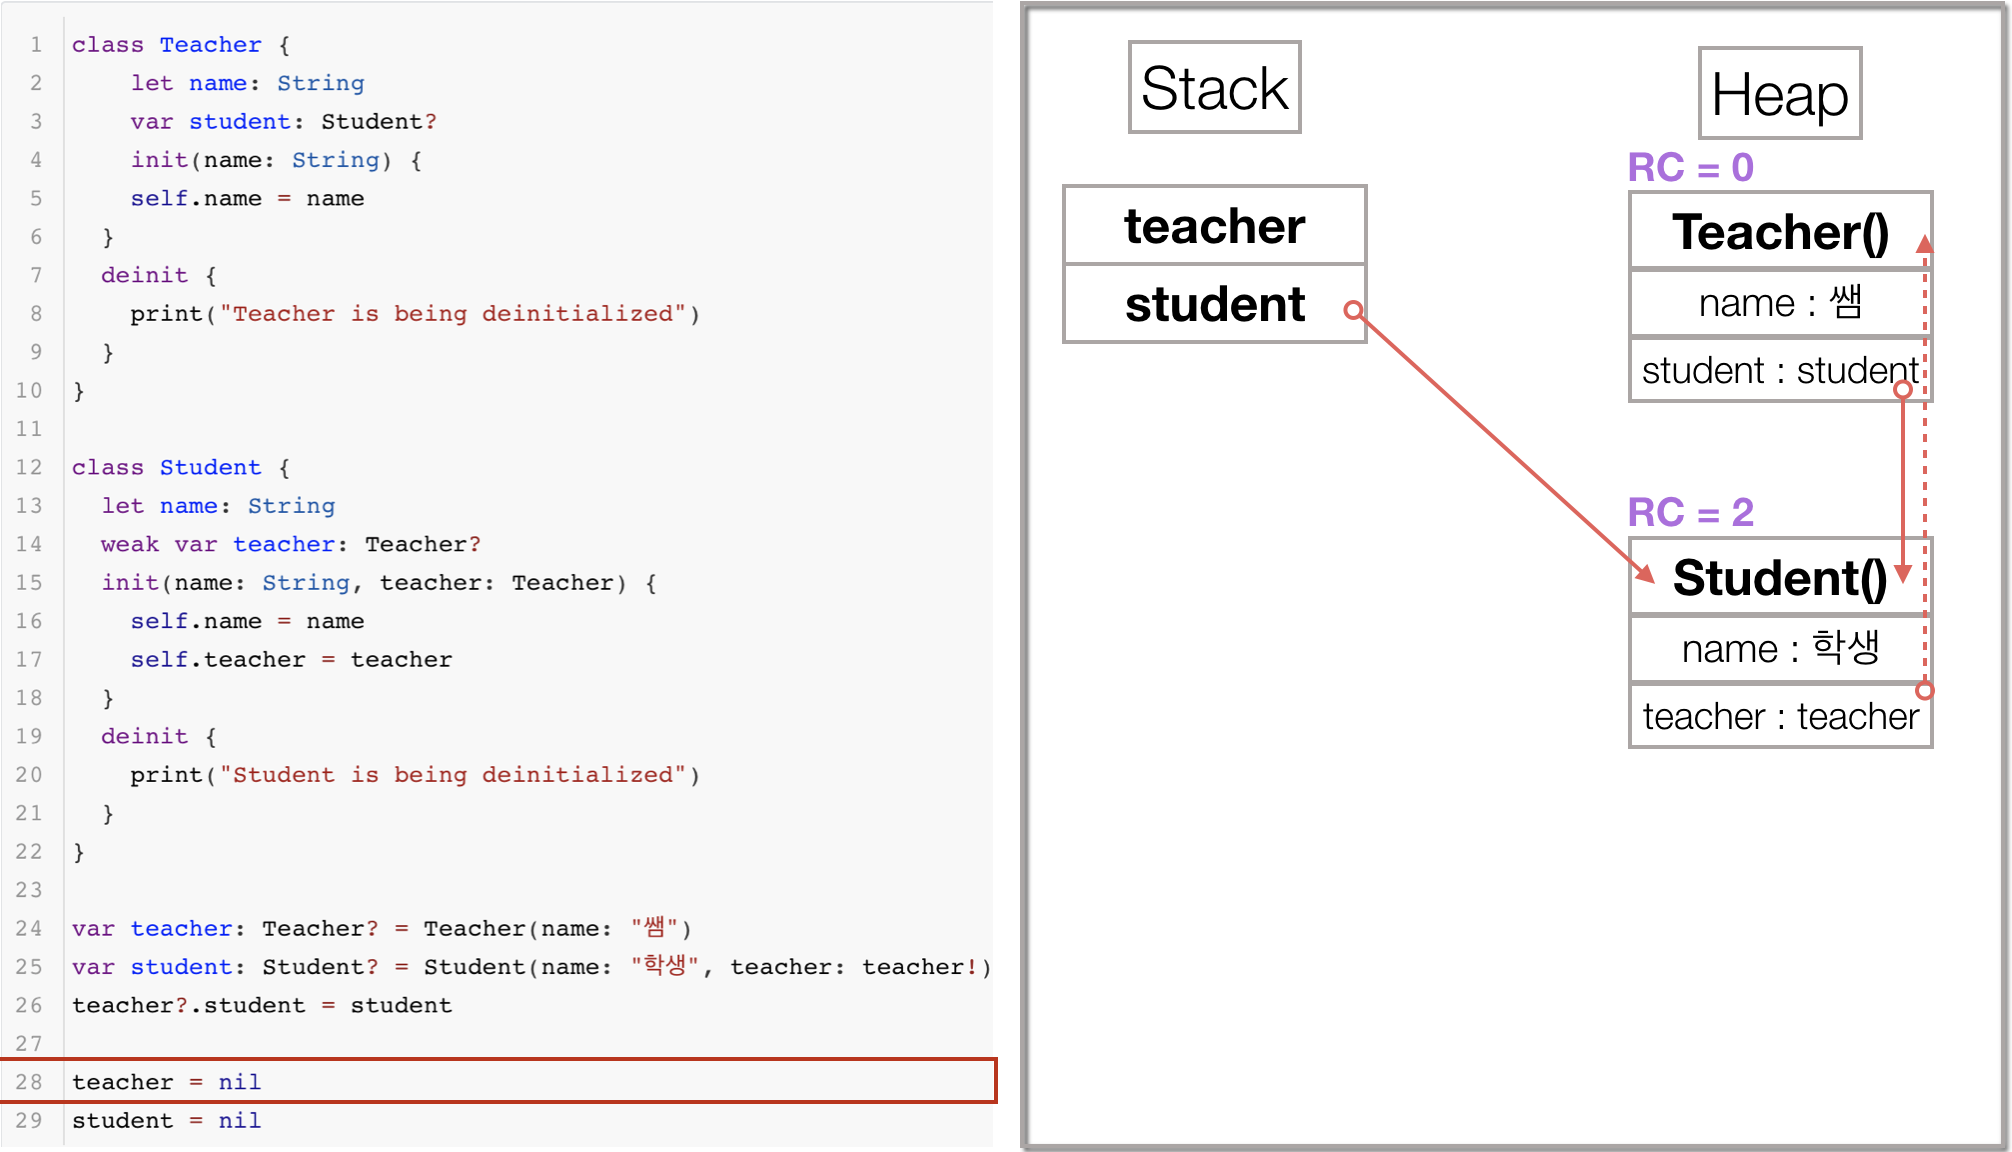 1 class Teacher {
2 let name: String
3 var student: Student?
4 init(name: String) {
5 self.name = name
6 }
7 deinit {
8 print("Teacher is being deinitialized")
9 }
10 }
11
12 class Student {
13 let name: String
14 weak var teacher: Teacher?
15 init(name: String, teacher: Teacher) {
16 self.name = name
17 self.teacher = teacher
18 }
19 deinit {
20 print("Student is being deinitialized")
21 }
22 }
23
24 var teacher: Teacher? = Teacher(name: "쌤")
25 var student: Student? = Student(name: "학생", teacher: teacher!)
26 teacher?.student = student
27
28 teacher = nil
29 student = nil
Stack
teacher
student
Heap
RC = 0
Teacher()
name : 쌤
student : student
RC = 2
Student()
name : 학생
teacher : teacher